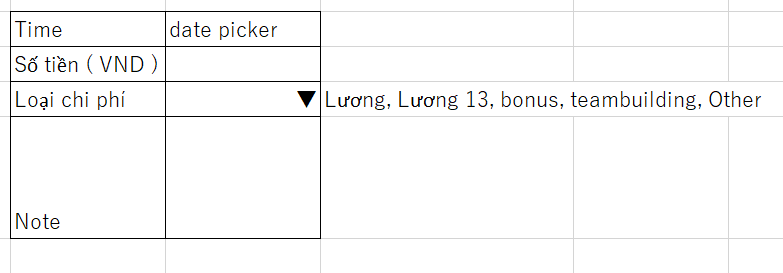 Time date picker
Số tiền ( VND )
Loại chi phí ▼ Lương, Lương 13, bonus, teambuilding, Other
Note